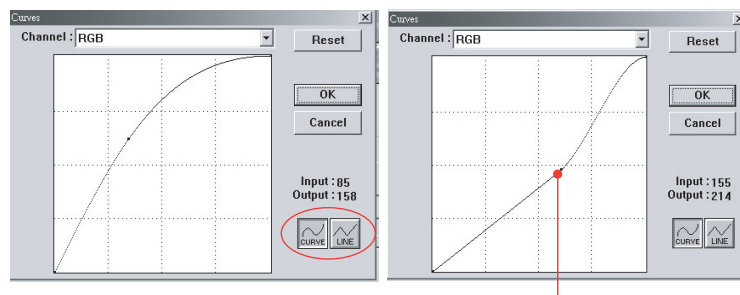 Curves
Channel : RGB
Reset
OK
Cancel
Input : 85
Output : 158
CURVE
LINE
Curves
Channel : RGB
Reset
OK
Cancel
Input : 155
Output : 214
CURVE
LINE